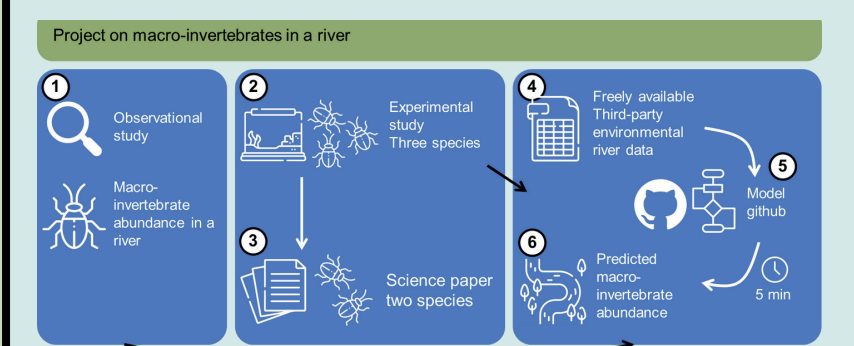 Project on macro-invertebrates in a river
1
Observational
study
Macro-
invertebrate
abundance in a
river
2
Experimental
study
Three species
3
Science paper
two species
4
Freely available
Third-party
environmental
river data
5
Model
github
6
Predicted
macro-
invertebrate
abundance
5 min